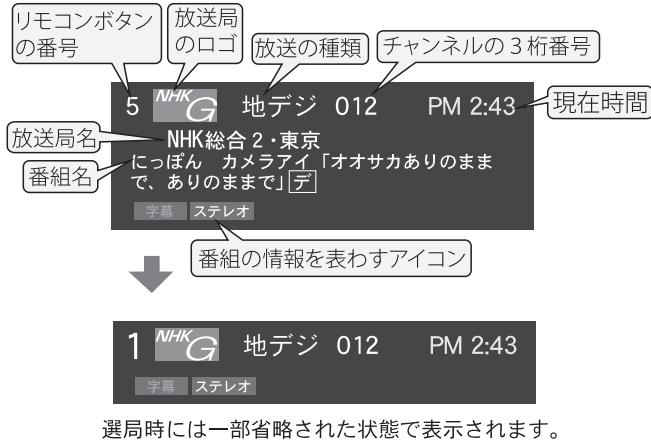 リモコンボタン
の番号
放送局
のロゴ
放送の種類
チャンネルの3桁番号
5 NHK G 地デジ 012 PM 2:43
現在時間
放送局名
NHK総合2・東京
番組名
にっぽん カメラアイ「オオサカありのまま
で、ありのままで」デ
字幕 ステレオ
番組の情報を表わすアイコン
1 NHK G 地デジ 012 PM 2:43
字幕 ステレオ
選局時には一部省略された状態で表示されます。